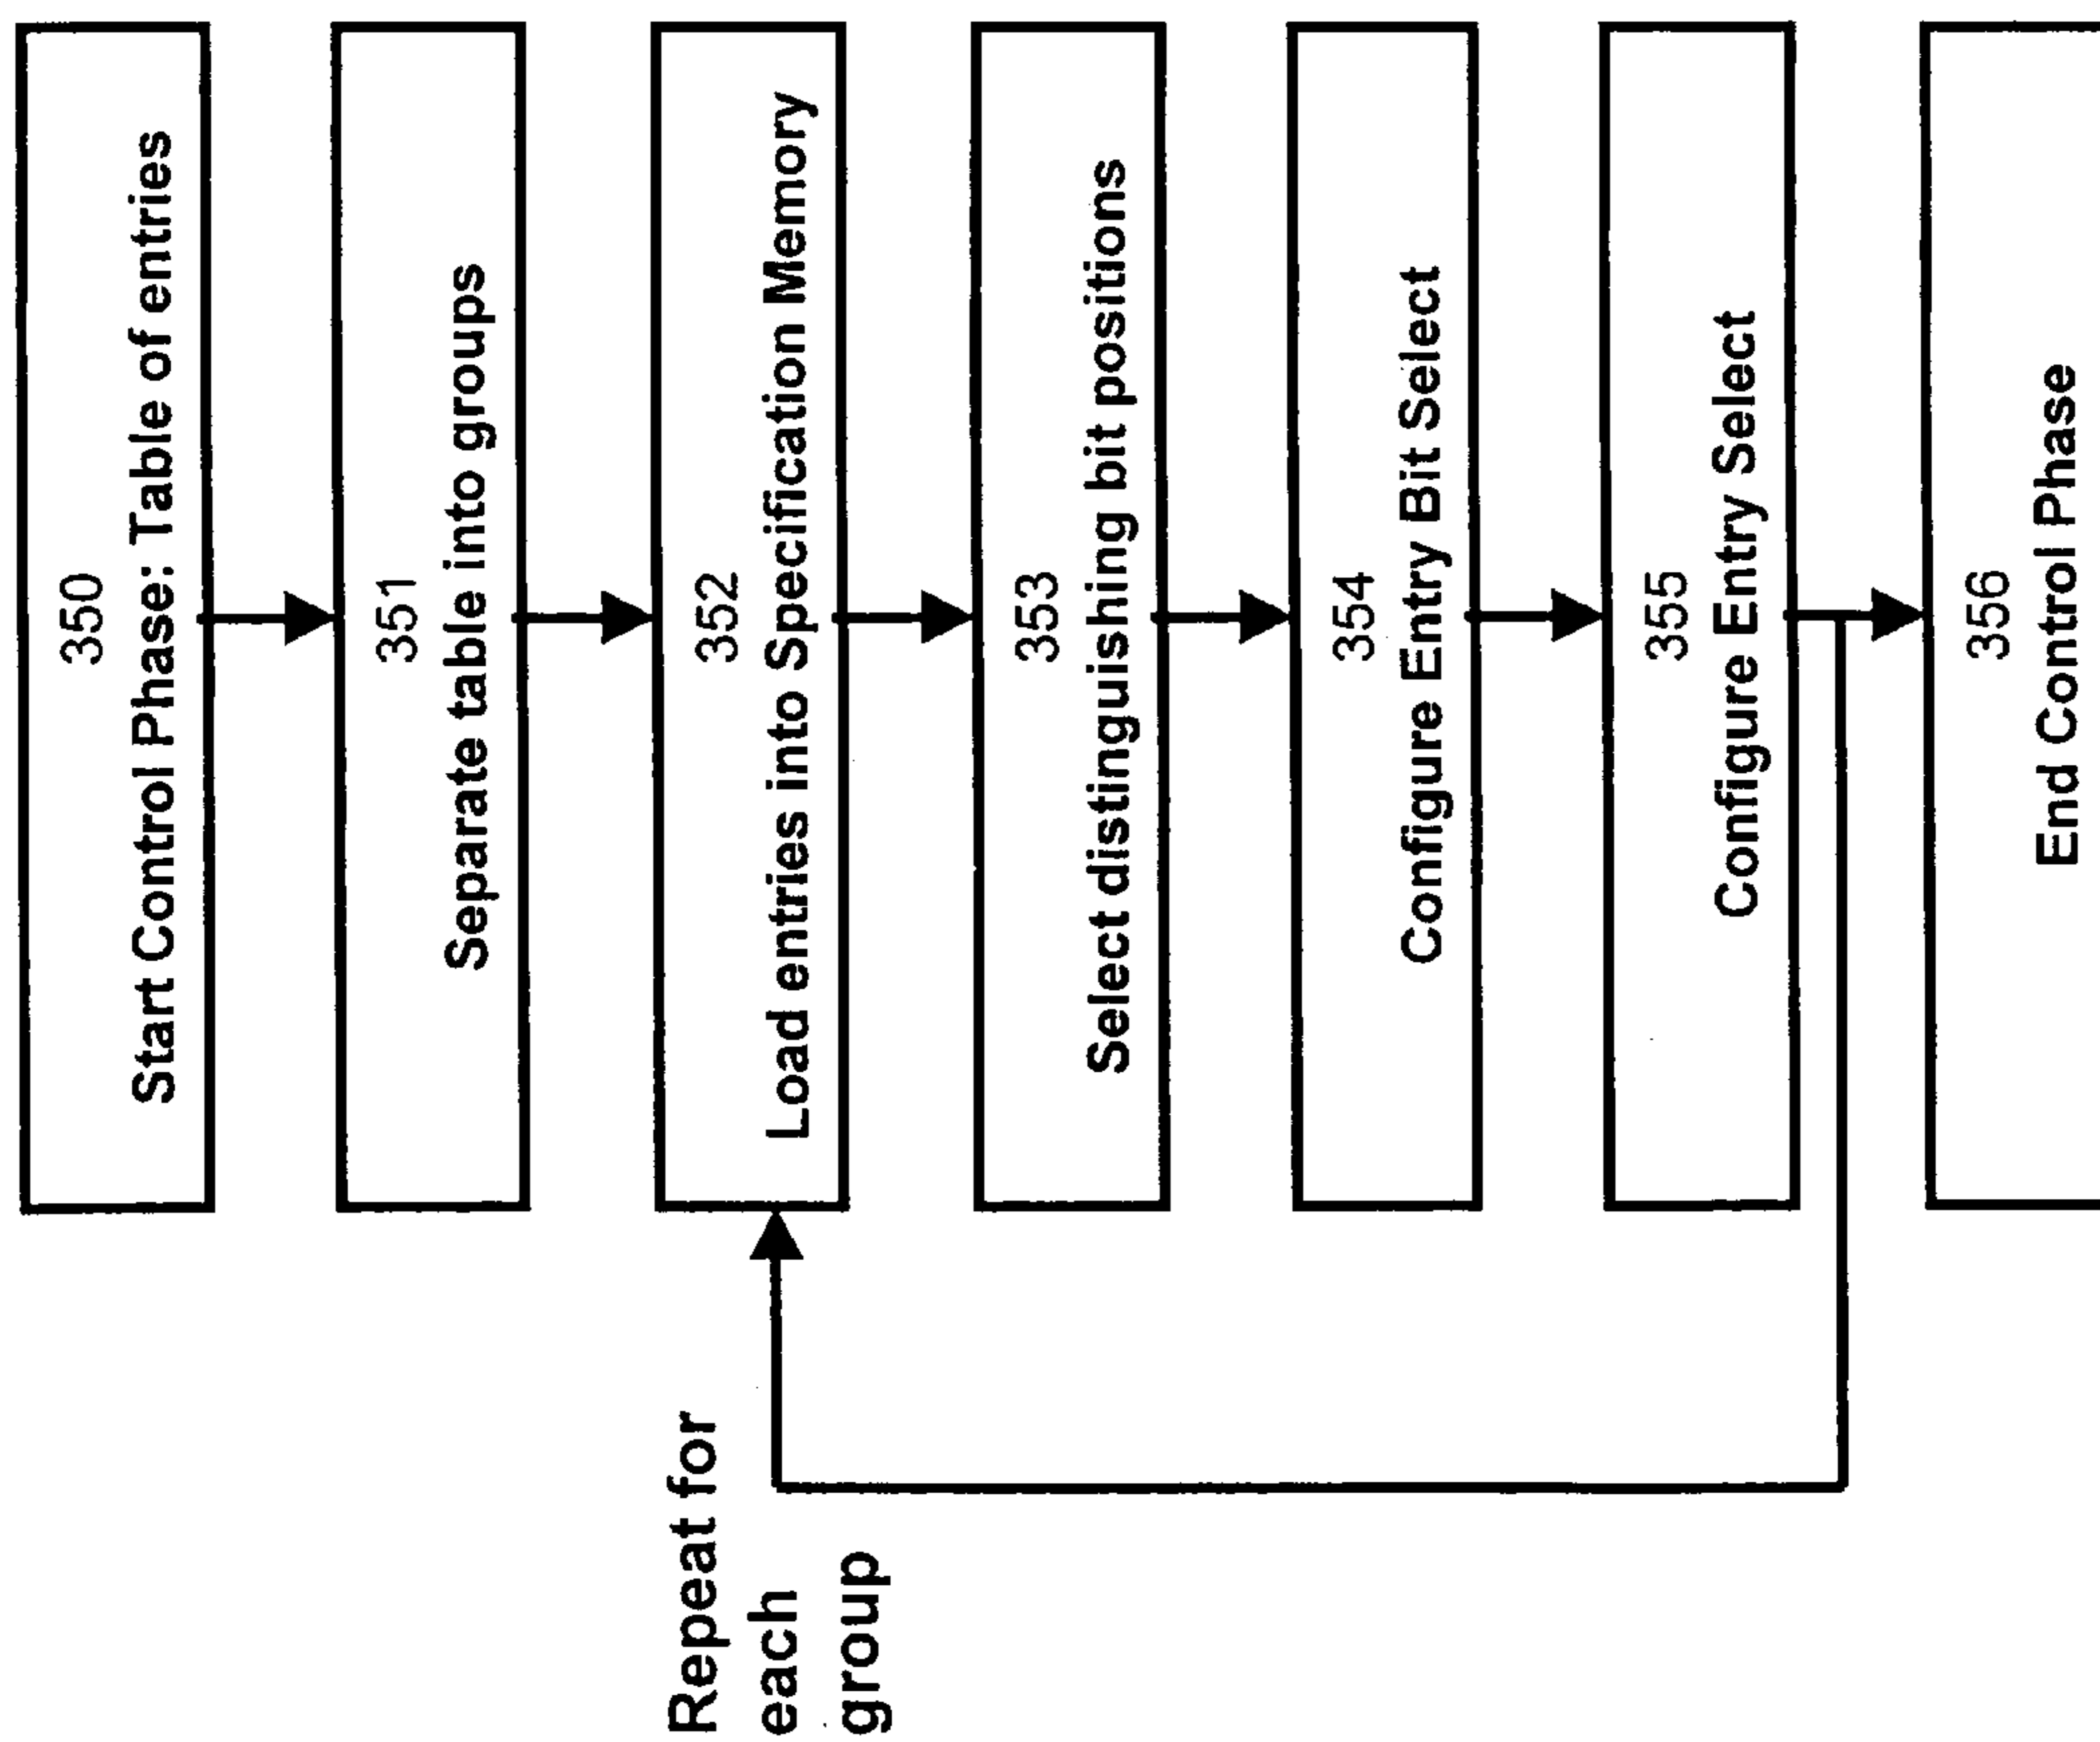 350
Start Control Phase: Table of entries
351
Separate table into groups
Repeat for
each
group
352
Load entries into Specification Memory
353
Select distinguishing bit positions
354
Configure Entry Bit Select
355
Configure Entry Select
356
End Control Phase